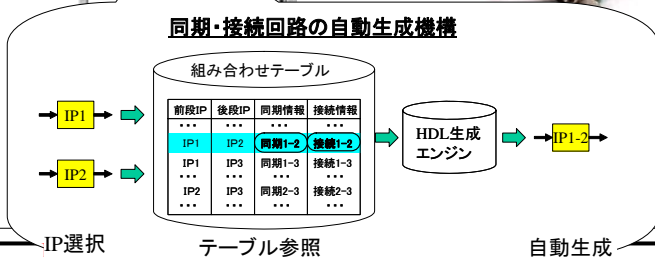 同期・接続回路の自動生成機構
組み合わせテーブル
前段IP 後段IP 同期情報 接続情報
… … … …
IP1 IP2 同期1-2 接続1-2
IP1 IP3 同期1-3 接続1-3
… … … …
IP2 IP3 同期2-3 接続2-3
… … … …
IP1
IP2
HDL生成
エンジン
IP1-2
IP選択
テーブル参照
自動生成